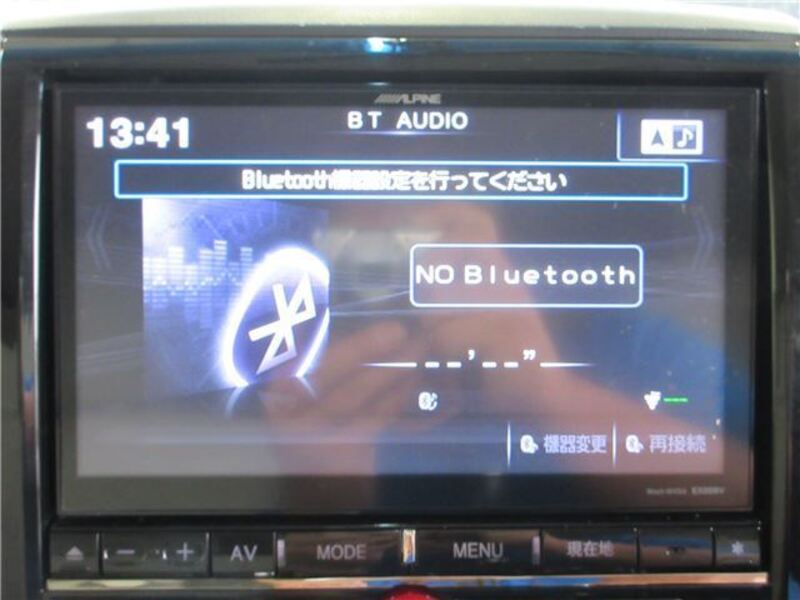 ALPINE
13:41
BT AUDIO
Bluetooth機器設定を行ってください
NO Bluetooth
--'--"
機器変更
再接続
AV
MODE
MENU
現在地